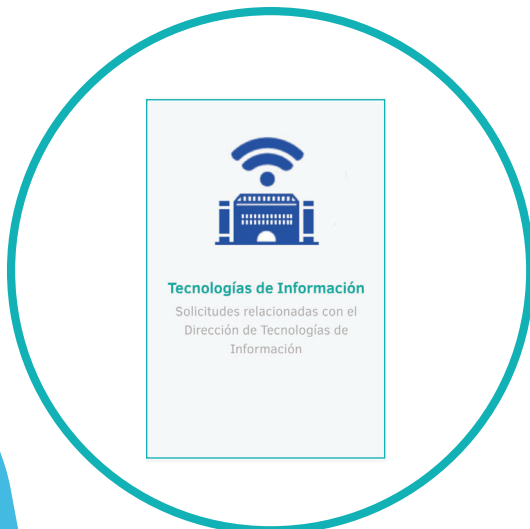 Tecnologías de Información
Solicitudes relacionadas con el
Dirección de Tecnologías de
Información